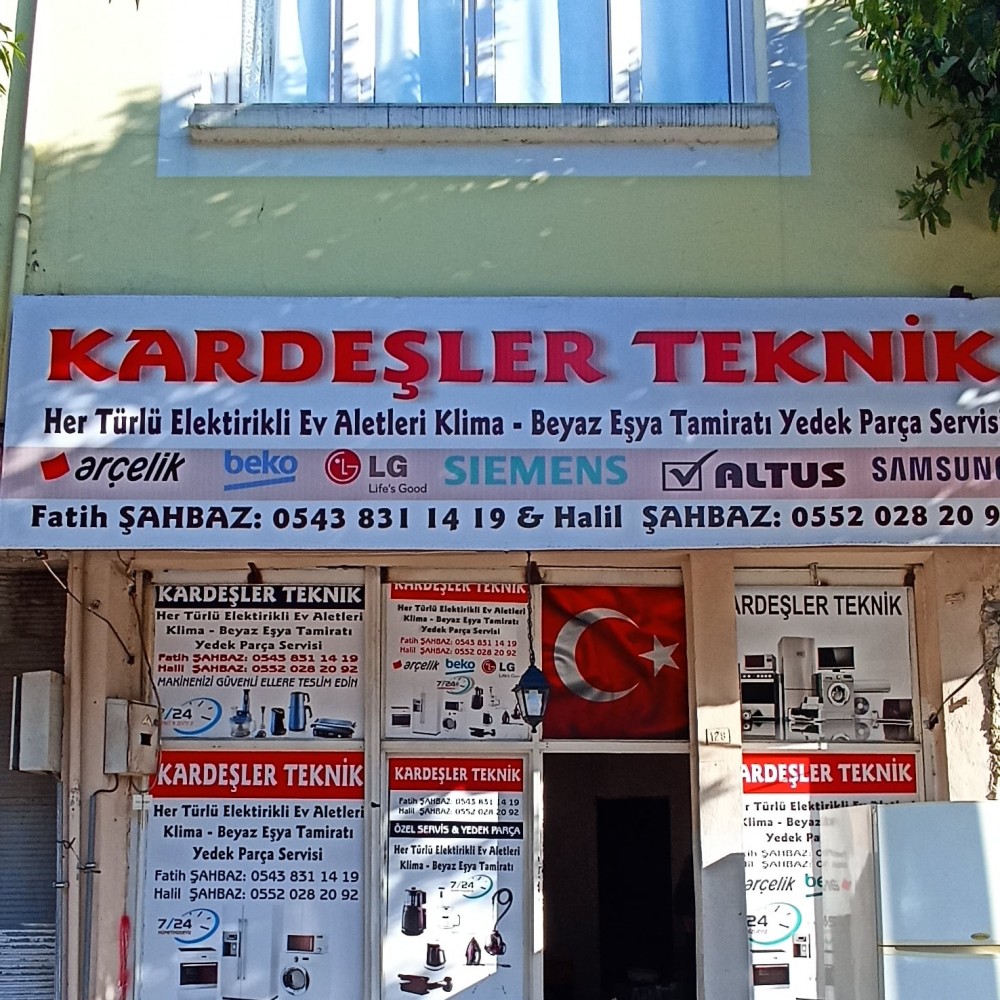 KARDEŞLER TEKNİK
Her Türlü Elektirikli Ev Aletleri Klima - Beyaz Eşya Tamiratı Yedek Parça Servisi
arçelik beko LG Life's Good SIEMENS ALTUS SAMSUNG
Fatih ŞAHBAZ: 0543 831 14 19 & Halil ŞAHBAZ: 0552 028 20 9
KARDEŞLER TEKNİK
Her Türlü Elektirikli Ev Aletleri
Klima - Beyaz Eşya Tamiratı
Yedek Parça Servisi
Fatih ŞAHBAZ: 0543 831 14 19
Halil ŞAHBAZ: 0552 028 20 92
MAKİNENİZİ GÜVENLİ ELLERE TESLİM EDİN
7/24
KARDEŞLER TEKNİK
Her Türlü Elektirikli Ev Aletleri
Klima - Beyaz Eşya Tamiratı
Yedek Parça Servisi
Fatih ŞAHBAZ: 0543 831 14 19
Halil ŞAHBAZ: 0552 028 20 92
arçelik beko LG
Life's Good
7/24
ARDEŞLER TEKNİK
178
KARDEŞLER TEKNİK
Her Türlü Elektirikli Ev Aletleri
Klima - Beyaz Eşya Tamiratı
Yedek Parça Servisi
Fatih ŞAHBAZ: 0543 831 14 19
Halil ŞAHBAZ: 0552 028 20 92
7/24
KARDEŞLER TEKNİK
Fatih ŞAHBAZ: 0543 831 14 19
Halil ŞAHBAZ: 0552 028 20 92
ÖZEL SERVİS & YEDEK PARÇA
Her Türlü Elektirikli Ev Aletleri
Klima - Beyaz Eşya Tamiratı
7/24
ARDEŞLER TEKNİK
r Türlü Elektirikli Ev
Klima - Beyaz
Yedek Pa
ŞAHBAZ:
ŞAHBAZ:
arçelik be
24